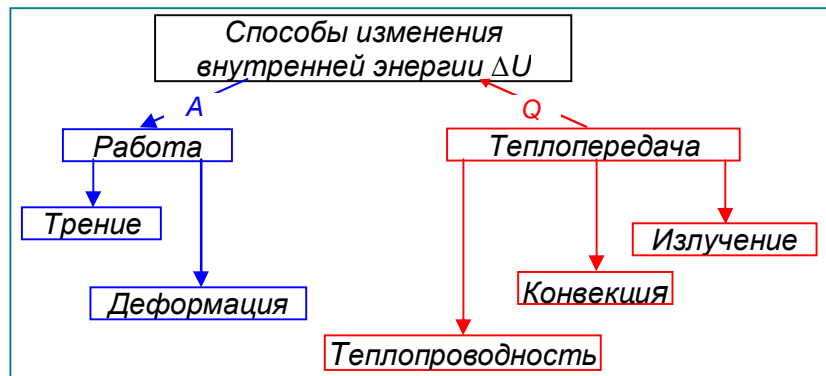 Способы изменения
внутренней энергии ΔU
A
Q
Работа
Теплопередача
Трение
Излучение
Конвекция
Деформация
Теплопроводность